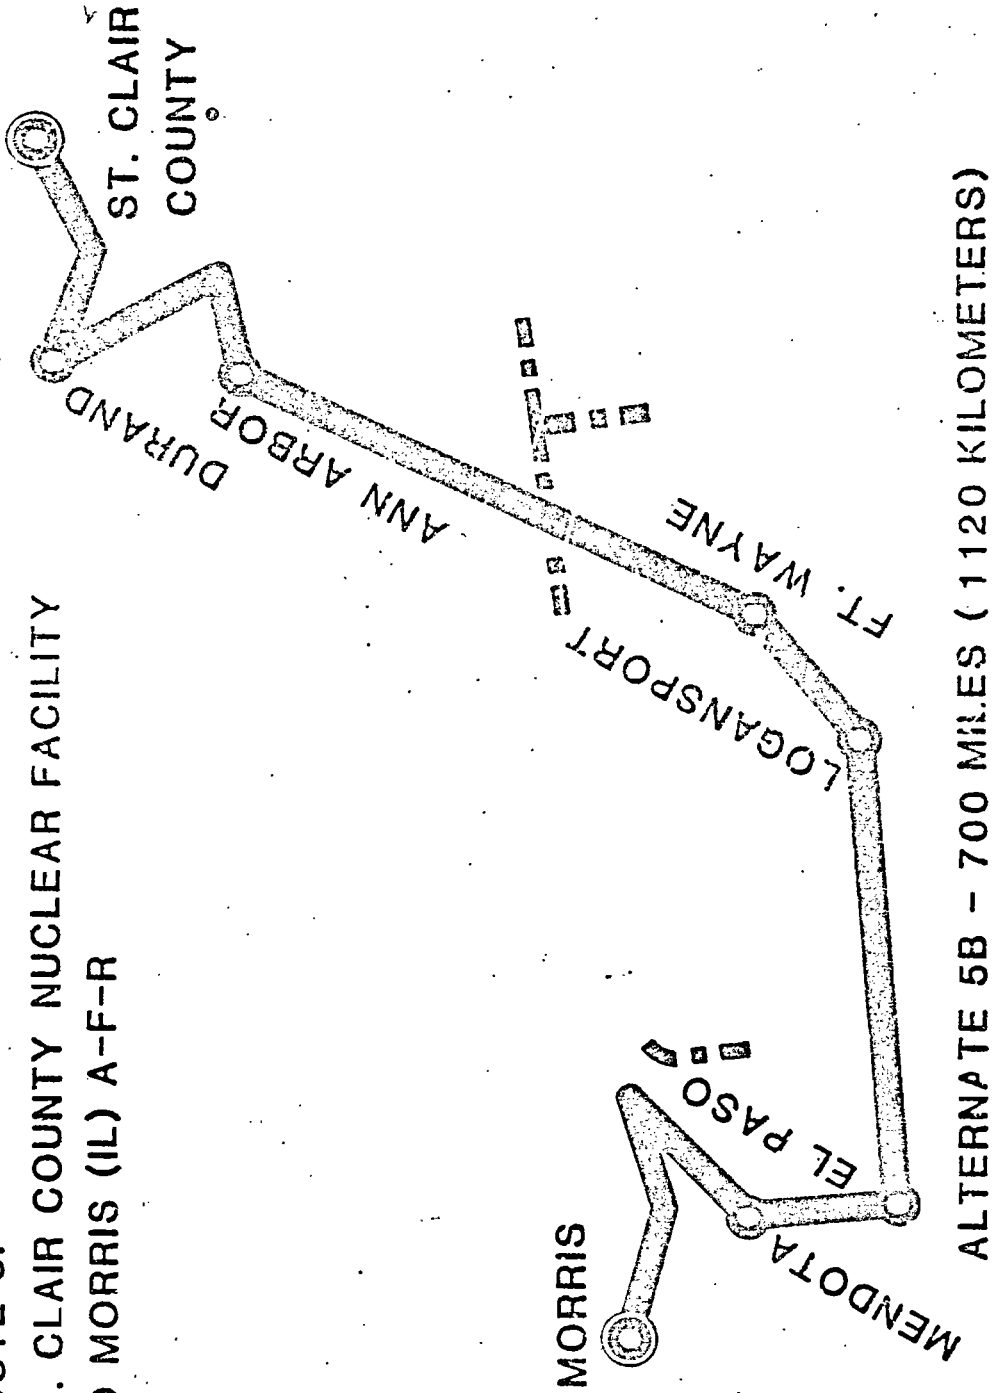 . CLAIR COUNTY NUCLEAR FACILITY
MORRIS (IL) A-F-R
ST. CLAIR
COUNTY
DURAND
ANN ARBOR
FT. WAYNE
LOGANSPORT
EL PASO
MENDOTA
MORRIS
ALTERNATE 5B - 700 MILES (1120 KILOMETERS)